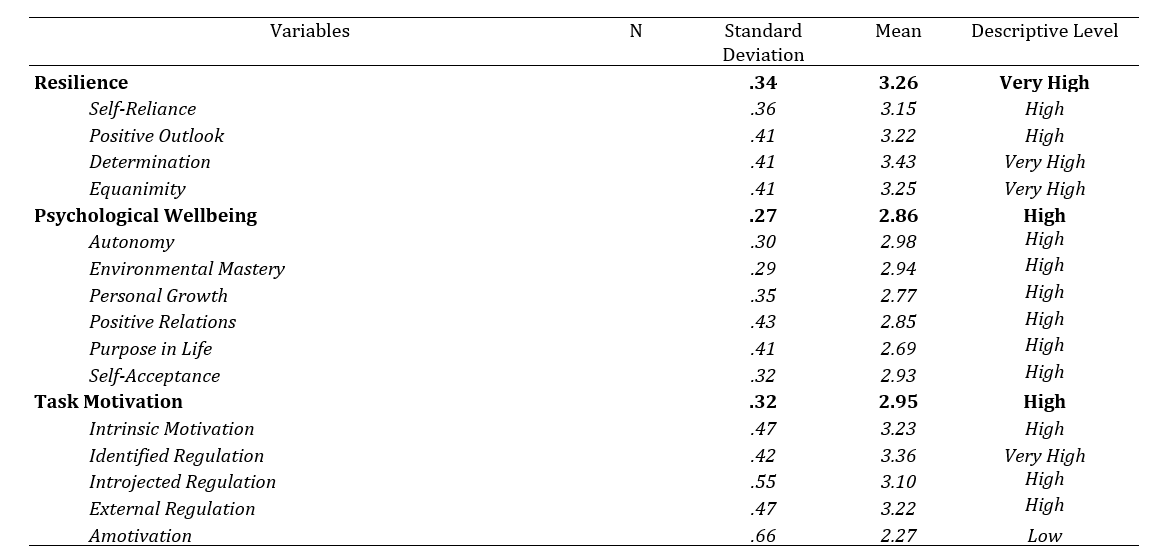 Variables N Standard Deviation Mean Descriptive Level
Resilience .34 3.26 Very High
Self-Reliance .36 3.15 High
Positive Outlook .41 3.22 High
Determination .41 3.43 Very High
Equanimity .41 3.25 Very High
Psychological Wellbeing .27 2.86 High
Autonomy .30 2.98 High
Environmental Mastery .29 2.94 High
Personal Growth .35 2.77 High
Positive Relations .43 2.85 High
Purpose in Life .41 2.69 High
Self-Acceptance .32 2.93 High
Task Motivation .32 2.95 High
Intrinsic Motivation .47 3.23 High
Identified Regulation .42 3.36 Very High
Introjected Regulation .55 3.10 High
External Regulation .47 3.22 High
Amotivation .66 2.27 Low